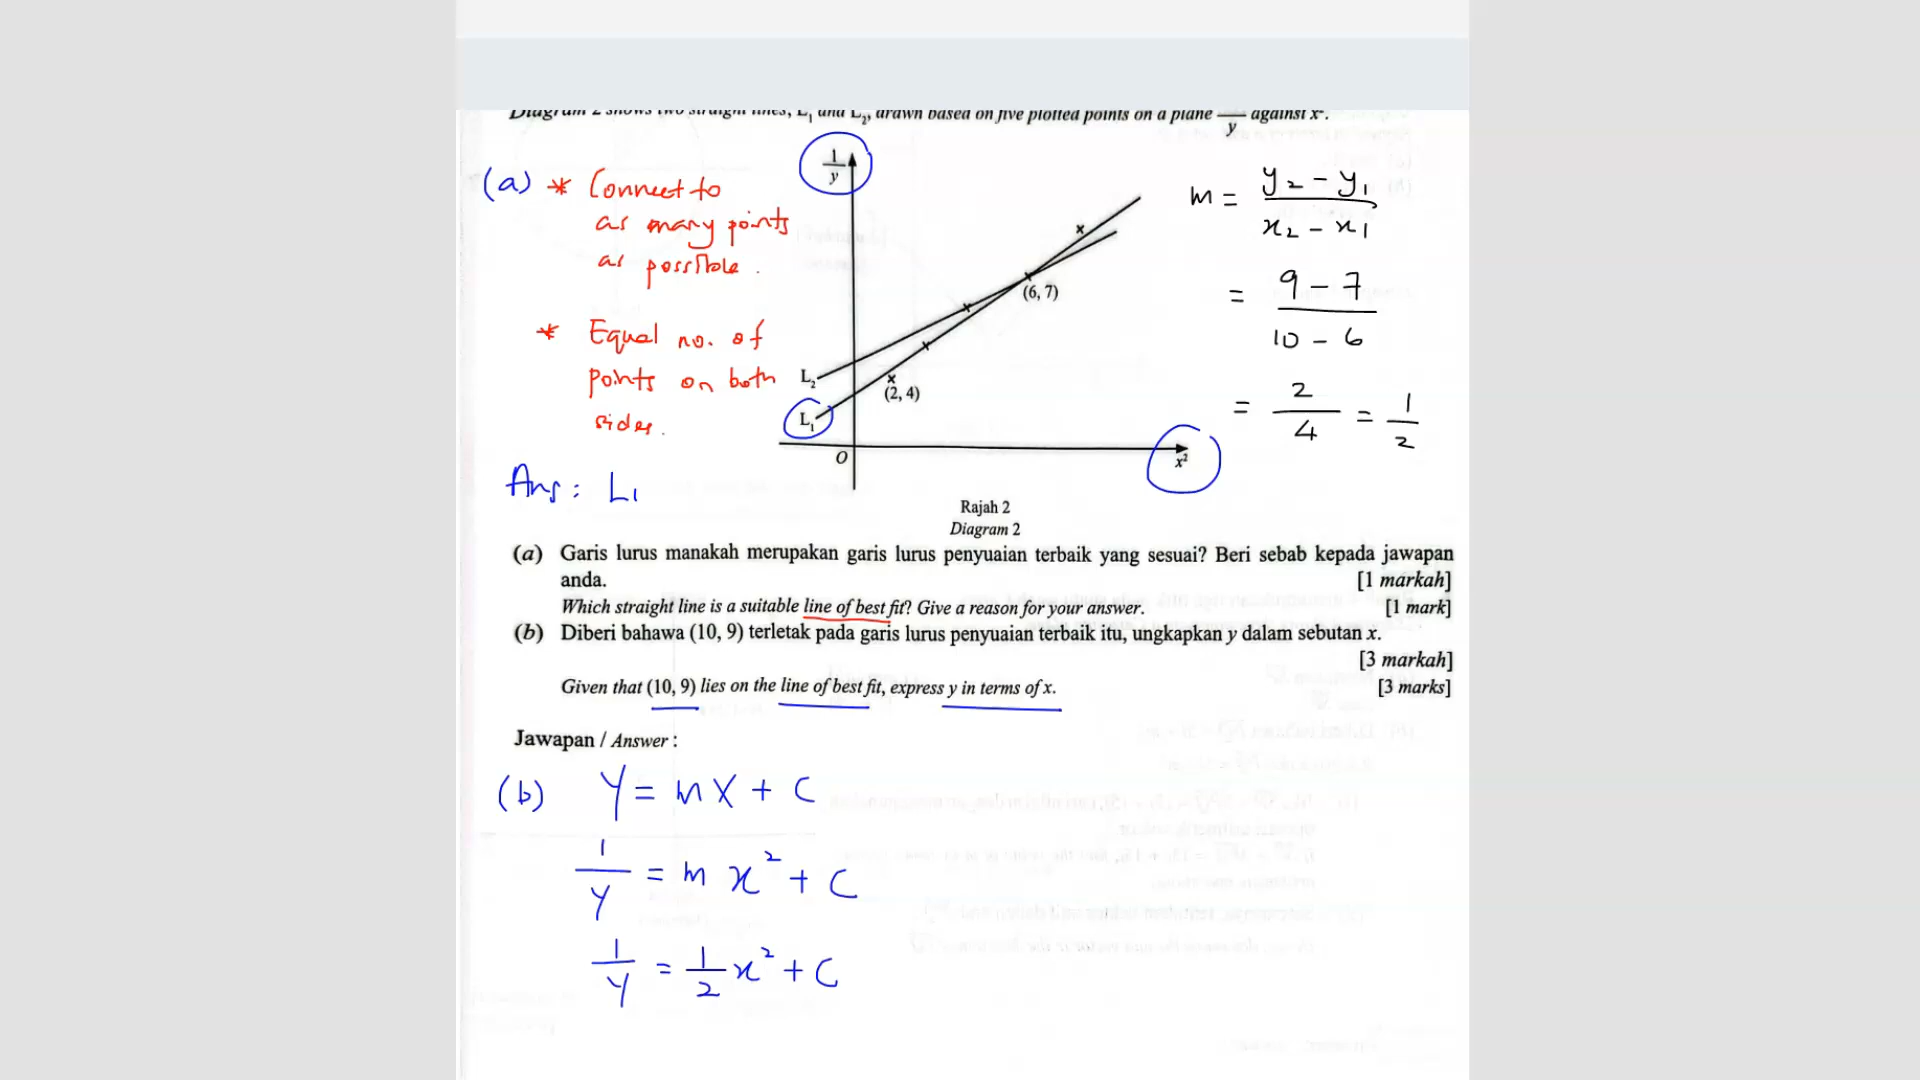 Diagram 2 shows two straight lines, L₁ and L₂, drawn based on five plotted points on a plane 1/y against x².
(a) * Connect to
as many points
as possible.
* Equal no. of
points on both
sides.
Ans: L₁
1/y
L₂
L₁
(2, 4)
(6, 7)
O
x²
m = (y₂ - y₁)/(x₂ - x₁)
= (9 - 7)/(10 - 6)
= 2/4 = 1/2
Rajah 2
Diagram 2
(a) Garis lurus manakah merupakan garis lurus penyuaian terbaik yang sesuai? Beri sebab kepada jawapan
anda. [1 markah]
Which straight line is a suitable line of best fit? Give a reason for your answer. [1 mark]
(b) Diberi bahawa (10, 9) terletak pada garis lurus penyuaian terbaik itu, ungkapkan y dalam sebutan x.
[3 markah]
Given that (10, 9) lies on the line of best fit, express y in terms of x. [3 marks]
Jawapan / Answer :
(b) Y = mX + C
1/y = m x² + C
1/y = 1/2 x² + C